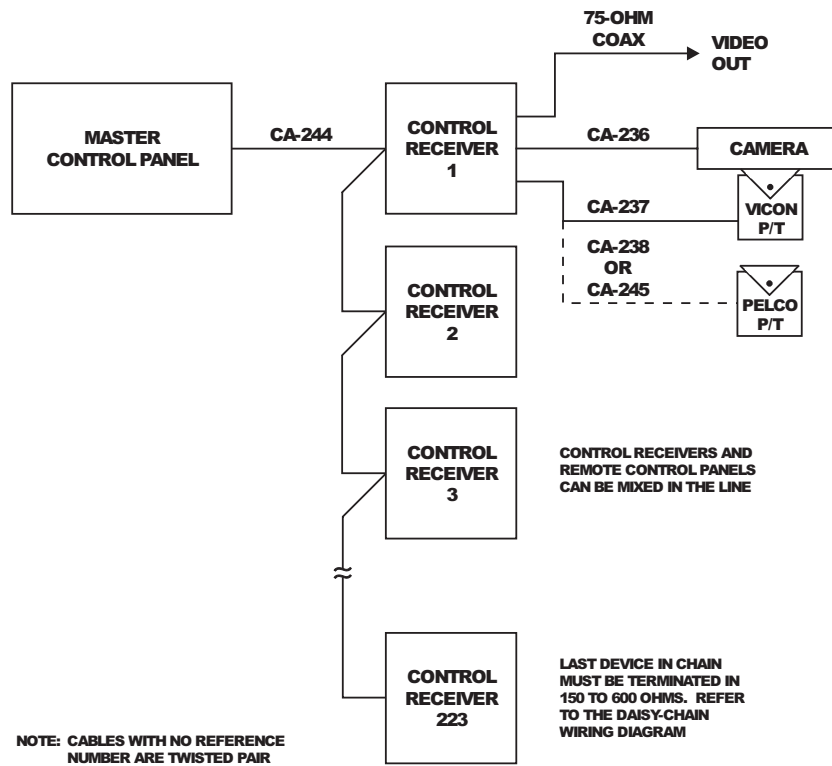 75-OHM
COAX
VIDEO
OUT
MASTER
CONTROL PANEL
CA-244
CONTROL
RECEIVER
1
CA-236
CAMERA
CA-237
VICON
P/T
CA-238
OR
CA-245
PELCO
P/T
CONTROL
RECEIVER
2
CONTROL
RECEIVER
3
CONTROL RECEIVERS AND
REMOTE CONTROL PANELS
CAN BE MIXED IN THE LINE
CONTROL
RECEIVER
223
LAST DEVICE IN CHAIN
MUST BE TERMINATED IN
150 TO 600 OHMS. REFER
TO THE DAISY-CHAIN
WIRING DIAGRAM
NOTE: CABLES WITH NO REFERENCE
NUMBER ARE TWISTED PAIR